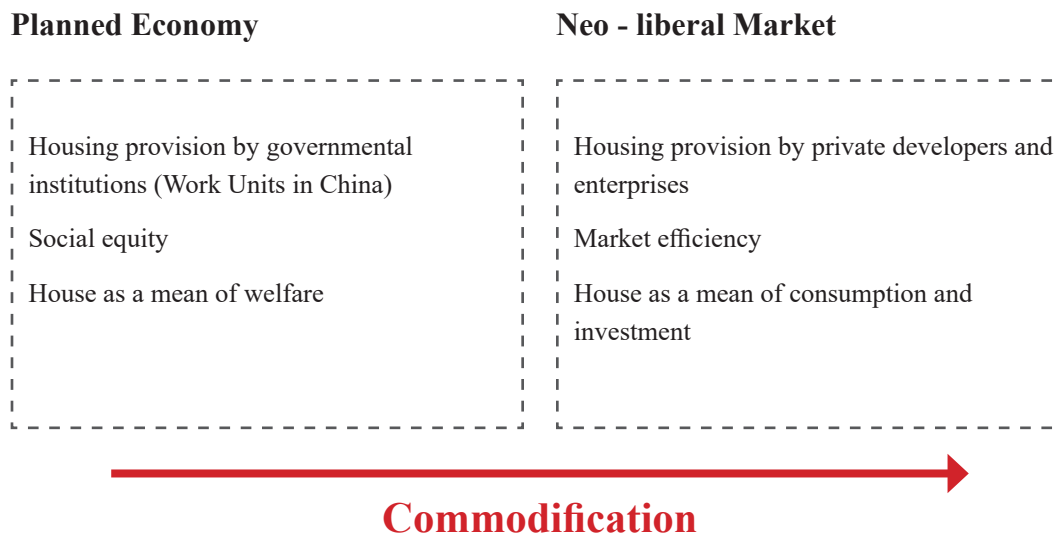 Planned Economy
Housing provision by governmental
institutions (Work Units in China)
Social equity
House as a mean of welfare
Neo - liberal Market
Housing provision by private developers and
enterprises
Market efficiency
House as a mean of consumption and
investment
Commodification